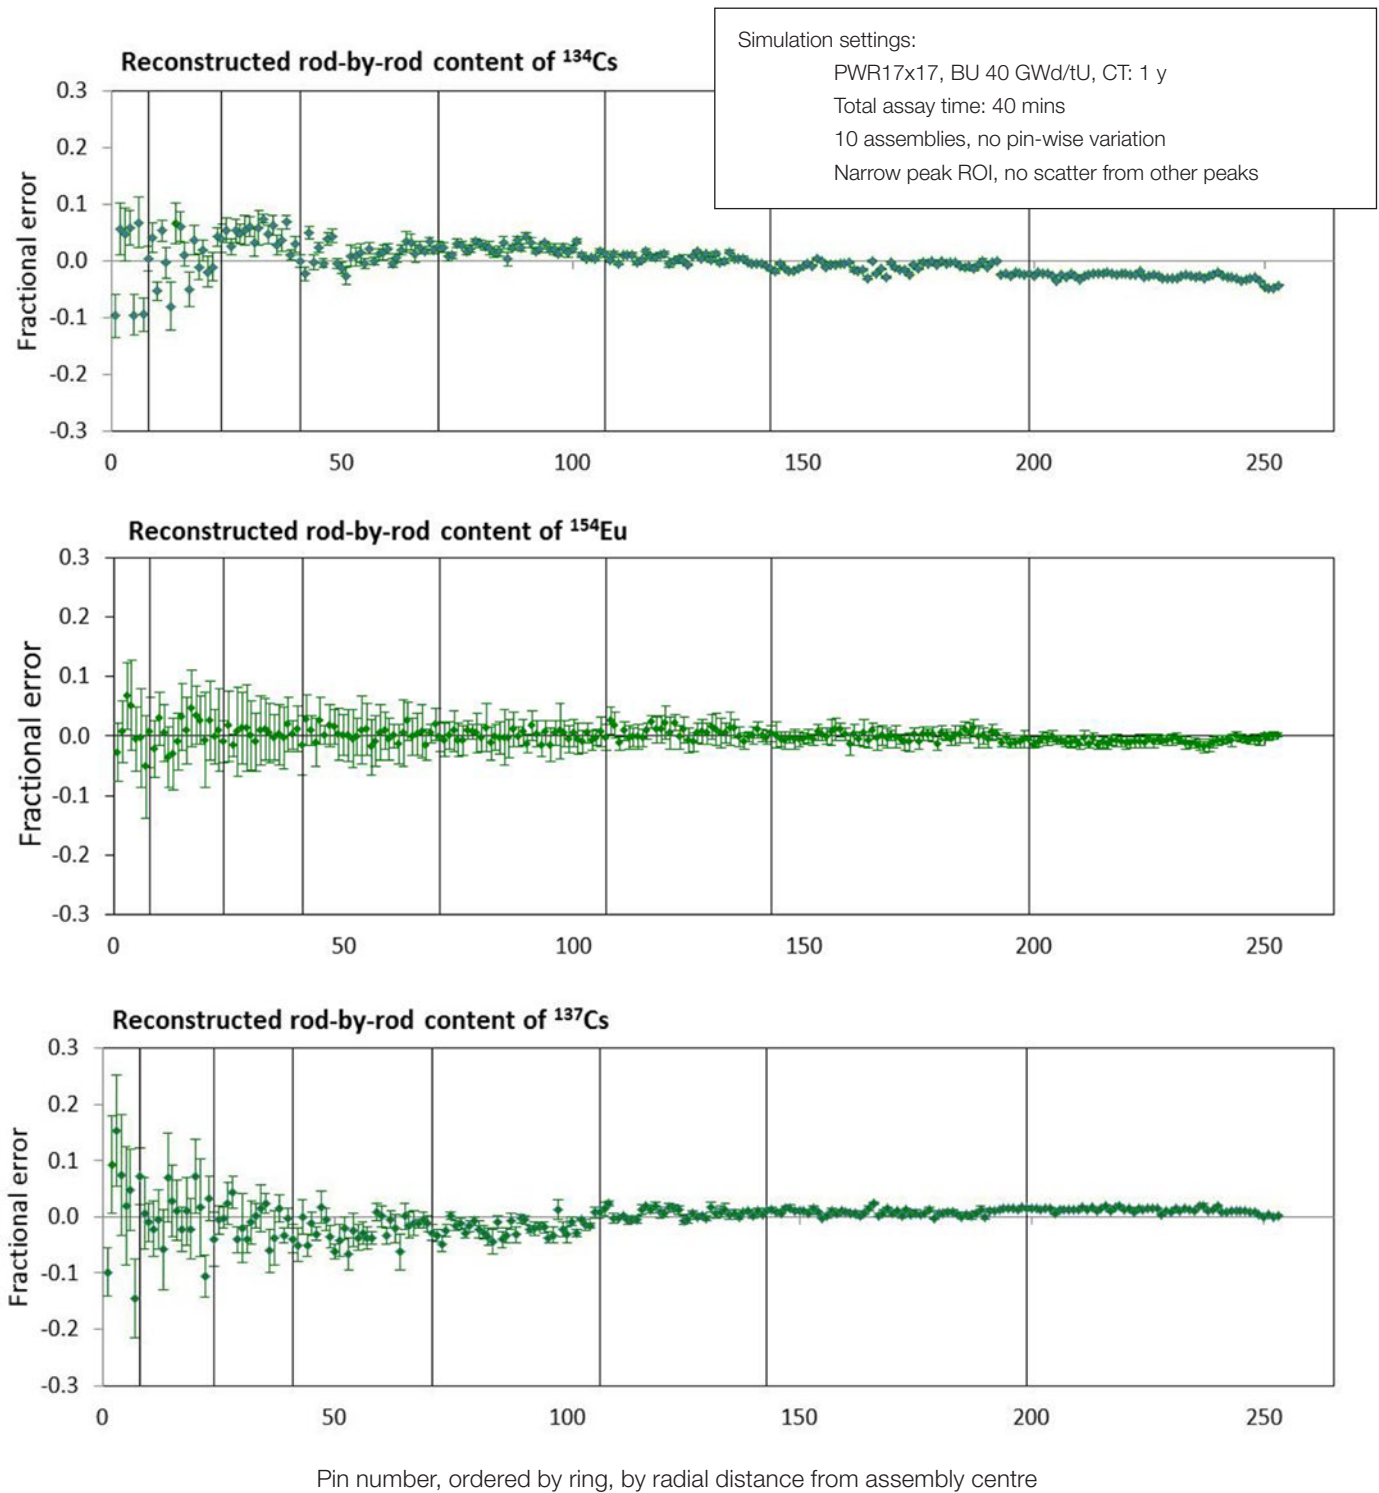 Simulation settings:
PWR17x17, BU 40 GWd/tU, CT: 1 y
Total assay time: 40 mins
10 assemblies, no pin-wise variation
Narrow peak ROI, no scatter from other peaks
Reconstructed rod-by-rod content of ¹³⁴Cs
Fractional error
0.3
0.2
0.1
0.0
-0.1
-0.2
-0.3
0 50 100 150 200 250
Reconstructed rod-by-rod content of ¹⁵⁴Eu
Fractional error
0.3
0.2
0.1
0.0
-0.1
-0.2
-0.3
0 50 100 150 200 250
Reconstructed rod-by-rod content of ¹³⁷Cs
Fractional error
0.3
0.2
0.1
0.0
-0.1
-0.2
-0.3
0 50 100 150 200 250
Pin number, ordered by ring, by radial distance from assembly centre